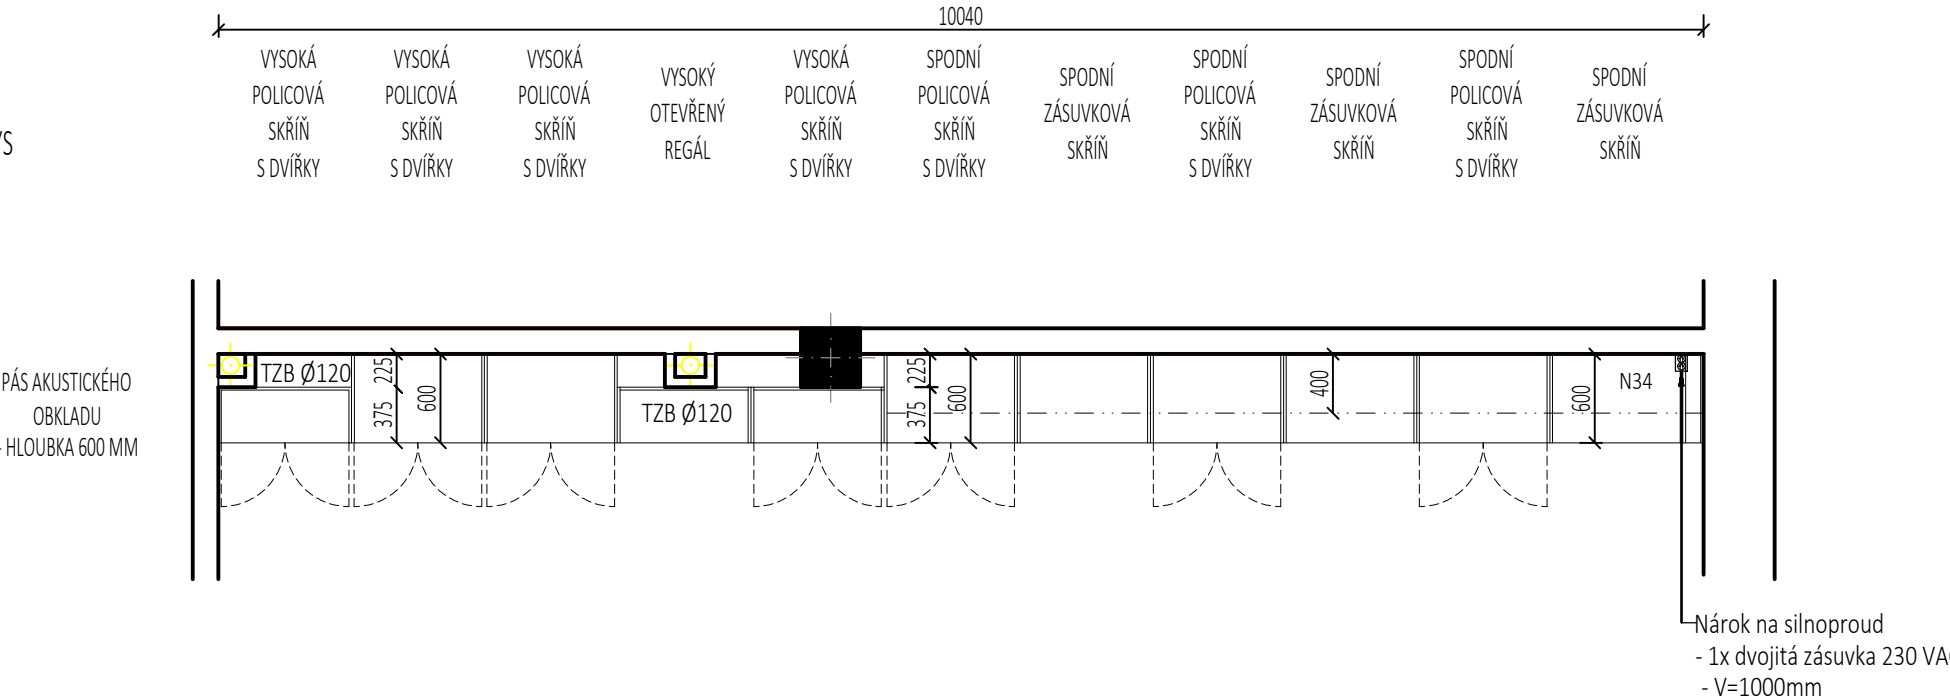 10040
VYSOKÁ
POLICOVÁ
SKŘÍŇ
S DVÍŘKY
VYSOKÁ
POLICOVÁ
SKŘÍŇ
S DVÍŘKY
VYSOKÁ
POLICOVÁ
SKŘÍŇ
S DVÍŘKY
VYSOKÝ
OTEVŘENÝ
REGÁL
VYSOKÁ
POLICOVÁ
SKŘÍŇ
S DVÍŘKY
SPODNÍ
POLICOVÁ
SKŘÍŇ
S DVÍŘKY
SPODNÍ
ZÁSUVKOVÁ
SKŘÍŇ
SPODNÍ
POLICOVÁ
SKŘÍŇ
S DVÍŘKY
SPODNÍ
ZÁSUVKOVÁ
SKŘÍŇ
SPODNÍ
POLICOVÁ
SKŘÍŇ
S DVÍŘKY
SPODNÍ
ZÁSUVKOVÁ
SKŘÍŇ
PÁS AKUSTICKÉHO
OBKLADU
- HLOUBKA 600 MM
TZB Ø120
225
375
600
TZB Ø120
225
375
600
400
600
N34
Nárok na silnoproud
- 1x dvojitá zásuvka 230
- V=1000mm